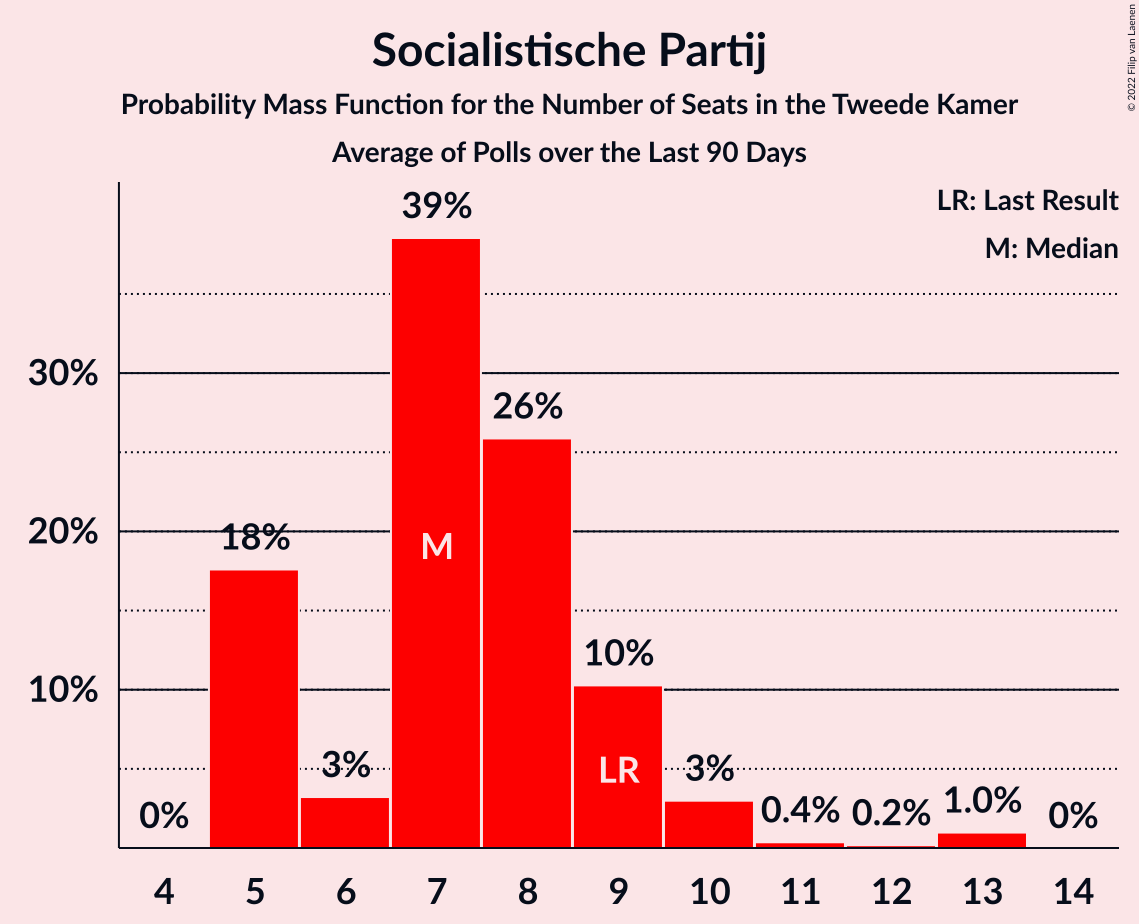 Socialistische Partij
Probability Mass Function for the Number of Seats in the Tweede Kamer
Average of Polls over the Last 90 Days
© 2022 Filip van Laenen
LR: Last Result
M: Median
39%
30%
26%
20%
18%
M
10%
10%
3%
LR
3%
0%
0.4%
0.2%
1.0%
0%
4 5 6 7 8 9 10 11 12 13 14